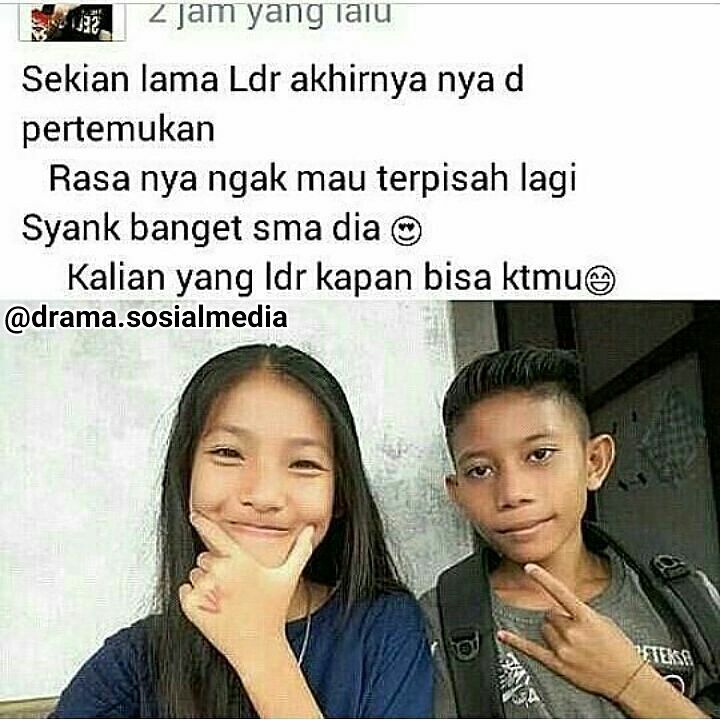 2 jam yang lalu
Sekian lama Ldr akhirnya nya d
pertemukan
Rasa nya ngak mau terpisah lagi
Syank banget sma dia 😍
Kalian yang ldr kapan bisa ktmu😄
@drama.sosialmedia